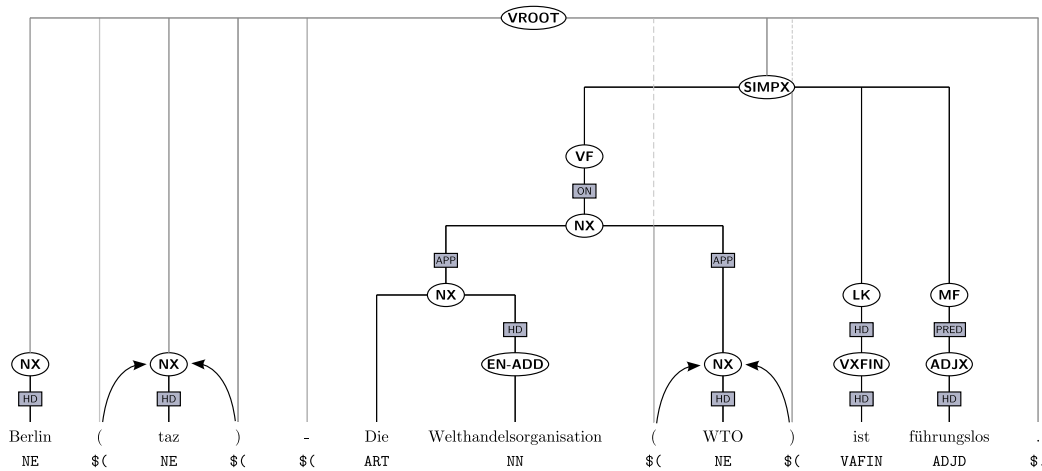 VROOT
SIMPX
VF
ON
NX
APP APP
NX LK MF
HD HD PRED
NX NX EN-ADD NX VXFIN ADJX
HD HD HD HD HD
Berlin ( taz ) - Die Welthandelsorganisation ( WTO ) ist führungslos .
NE $( NE $( $( ART NN $( NE $( VAFIN ADJD $.